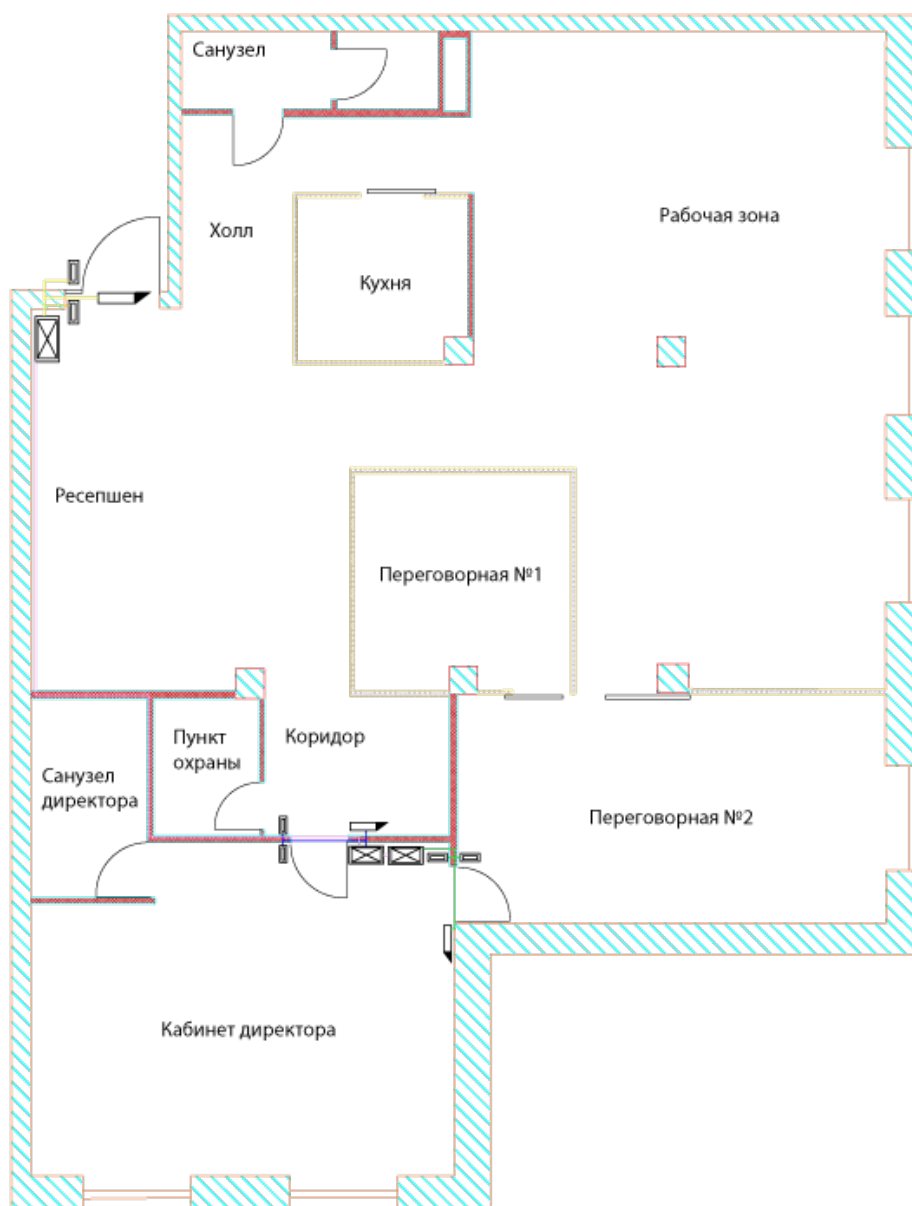 Санузел
Холл
Рабочая зона
Кухня
Ресепшен
Переговорная №1
Пункт
охраны
Коридор
Санузел
директора
Переговорная №2
Кабинет директора